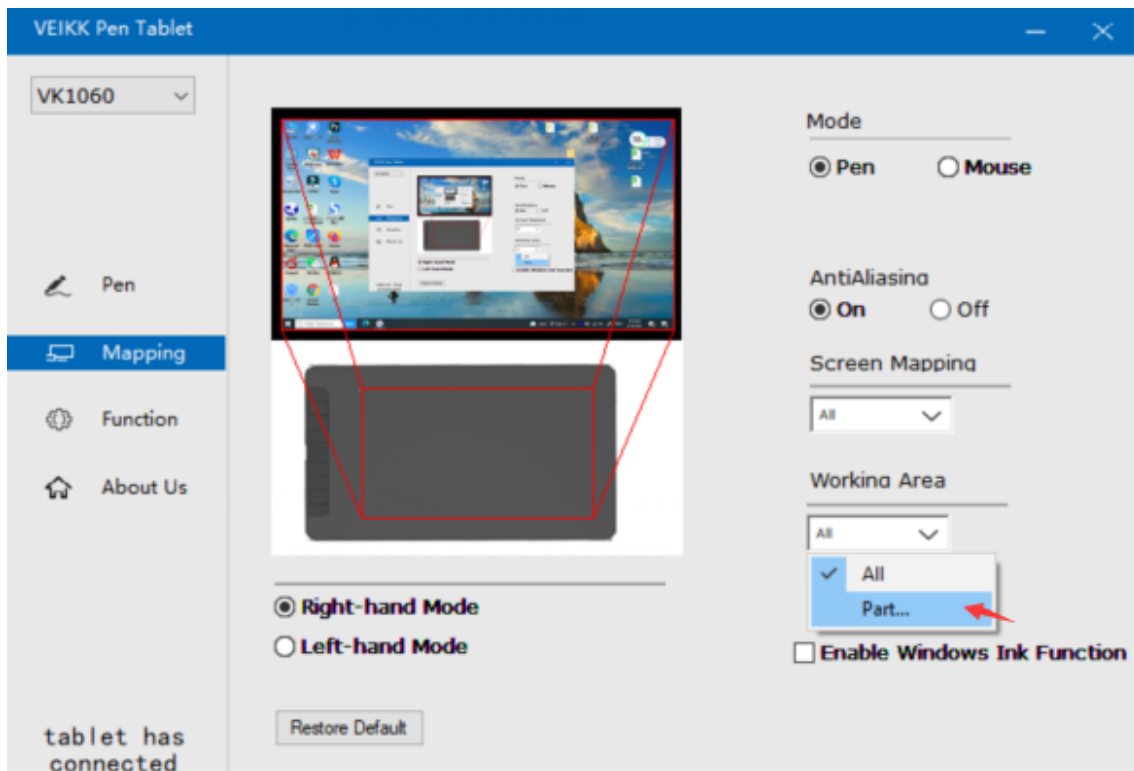 VEIKK Pen Tablet
VK1060
Pen
Mapping
Function
About Us
tablet has
connected
Right-hand Mode
Left-hand Mode
Restore Default
Mode
Pen
Mouse
AntiAliasing
On
Off
Screen Mapping
All
Working Area
All
All
Part...
Enable Windows Ink Function